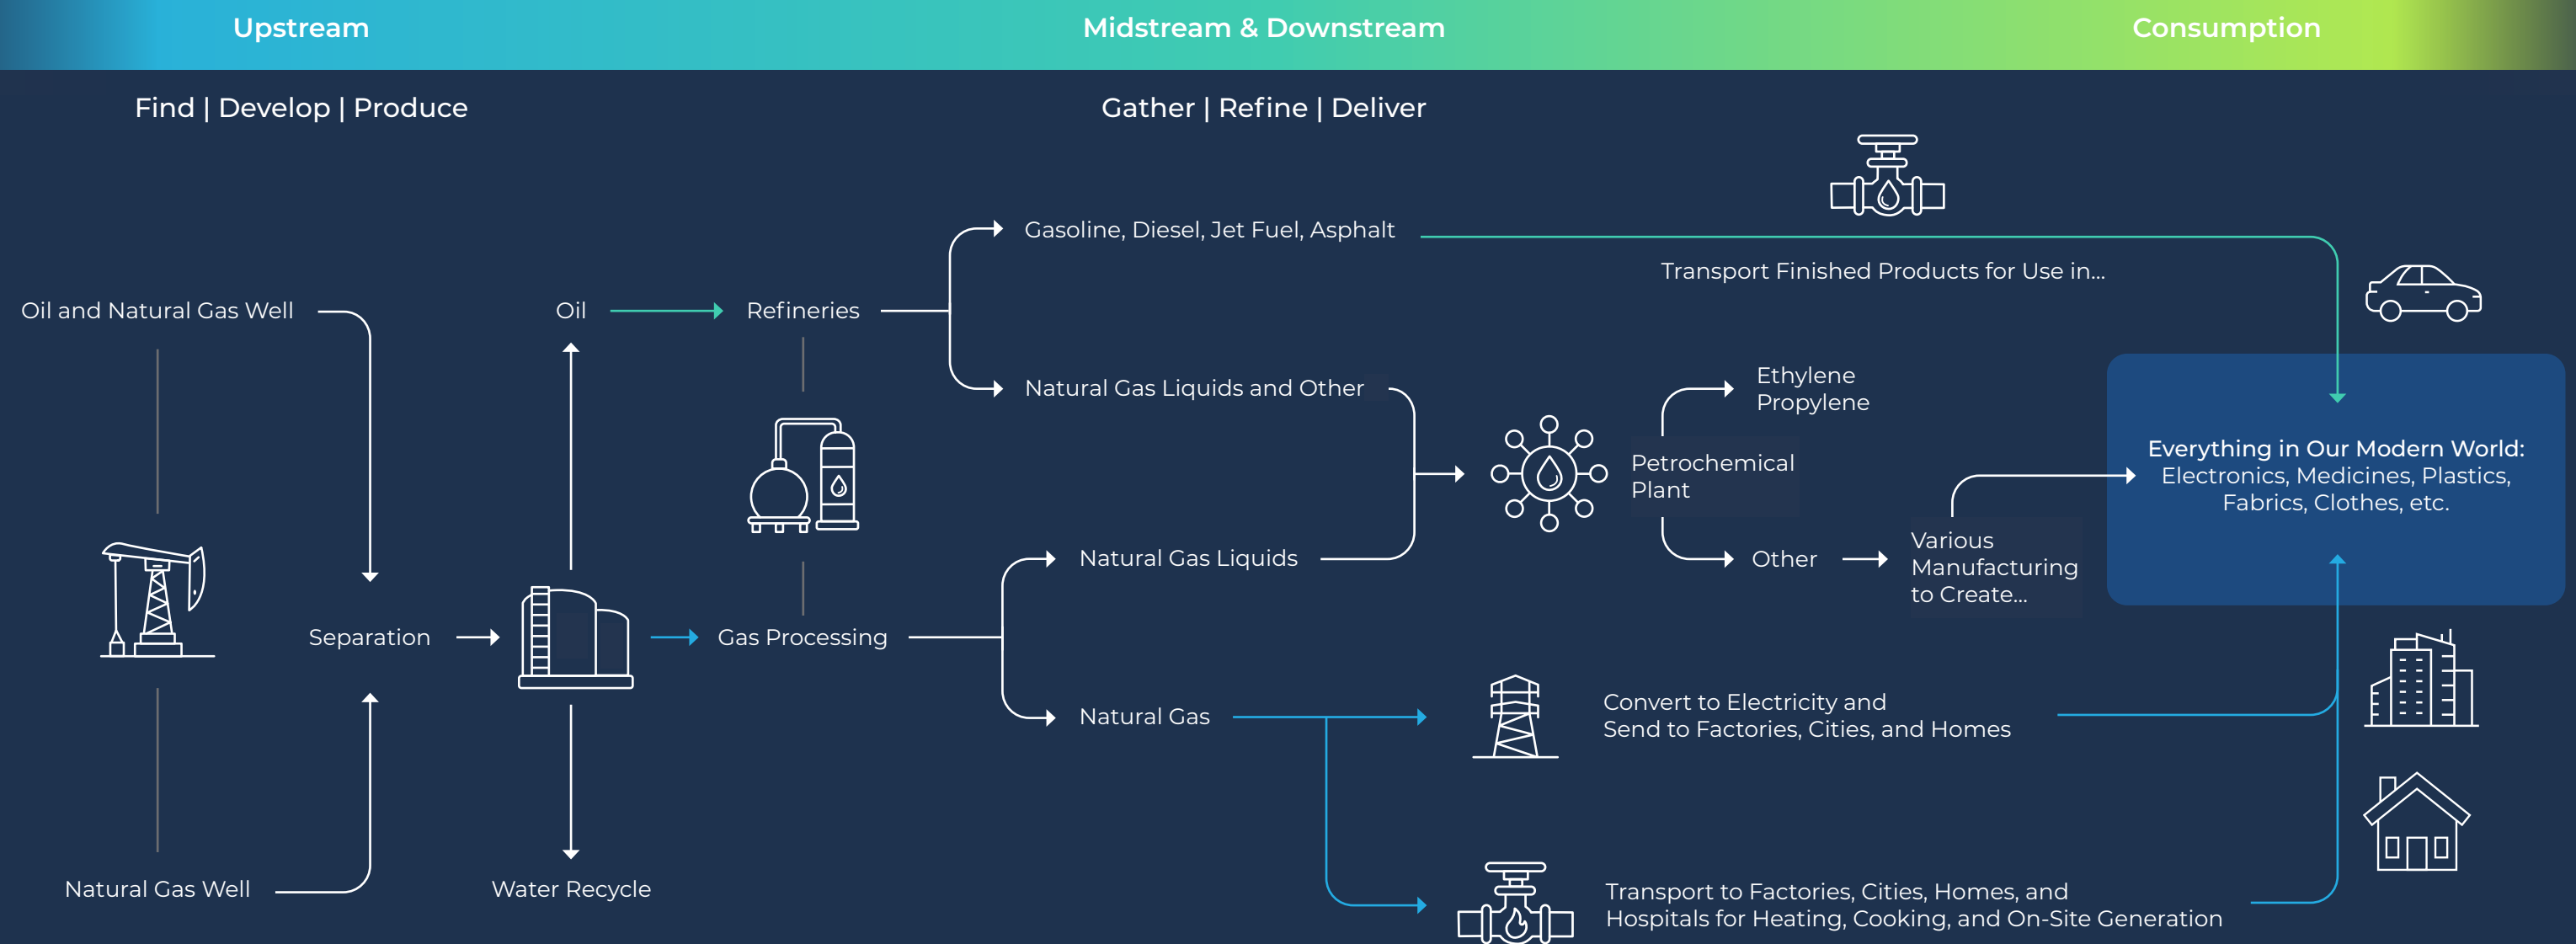 Upstream
Midstream & Downstream
Consumption
Find | Develop | Produce
Gather | Refine | Deliver
Gasoline, Diesel, Jet Fuel, Asphalt
Transport Finished Products for Use in...
Oil and Natural Gas Well
Oil
Refineries
Natural Gas Liquids and Other
Ethylene
Propylene
Petrochemical
Plant
Everything in Our Modern World:
Electronics, Medicines, Plastics,
Fabrics, Clothes, etc.
Natural Gas Liquids
Other
Various
Manufacturing
to Create...
Separation
Gas Processing
Natural Gas
Convert to Electricity and
Send to Factories, Cities, and Homes
Natural Gas Well
Water Recycle
Transport to Factories, Cities, Homes, and
Hospitals for Heating, Cooking, and On-Site Generation